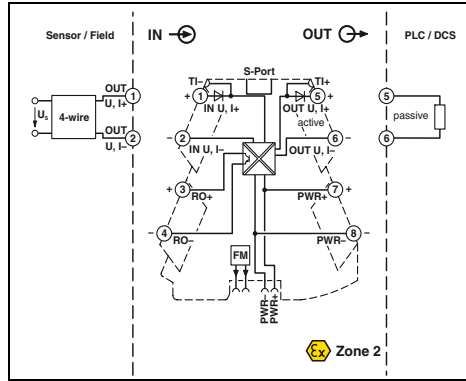 Sensor / Field
IN
OUT
PLC / DCS
S-Port
TI–
TI+
OUT
U, I+
1
Us
4-wire
OUT
U, I–
2
+ 1
IN U, I+
5 +
OUT U, I+
active
– 2
IN U, I–
6 –
OUT U, I–
+ 3
RO+
7 +
PWR+
– 4
RO–
8 –
PWR–
5
passive
6
FM
PWR–
PWR+
Ex Zone 2